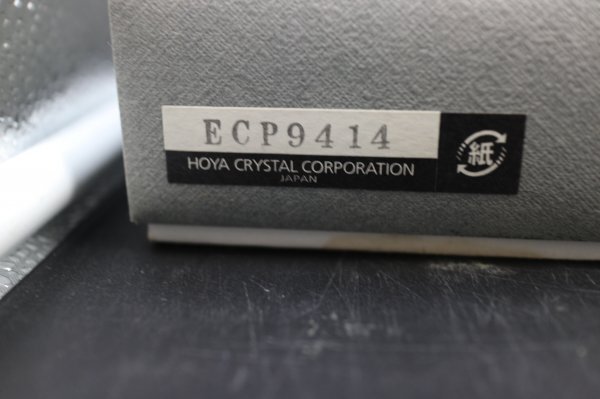 ECP9414
HOYA CRYSTAL CORPORATION
JAPAN
紙